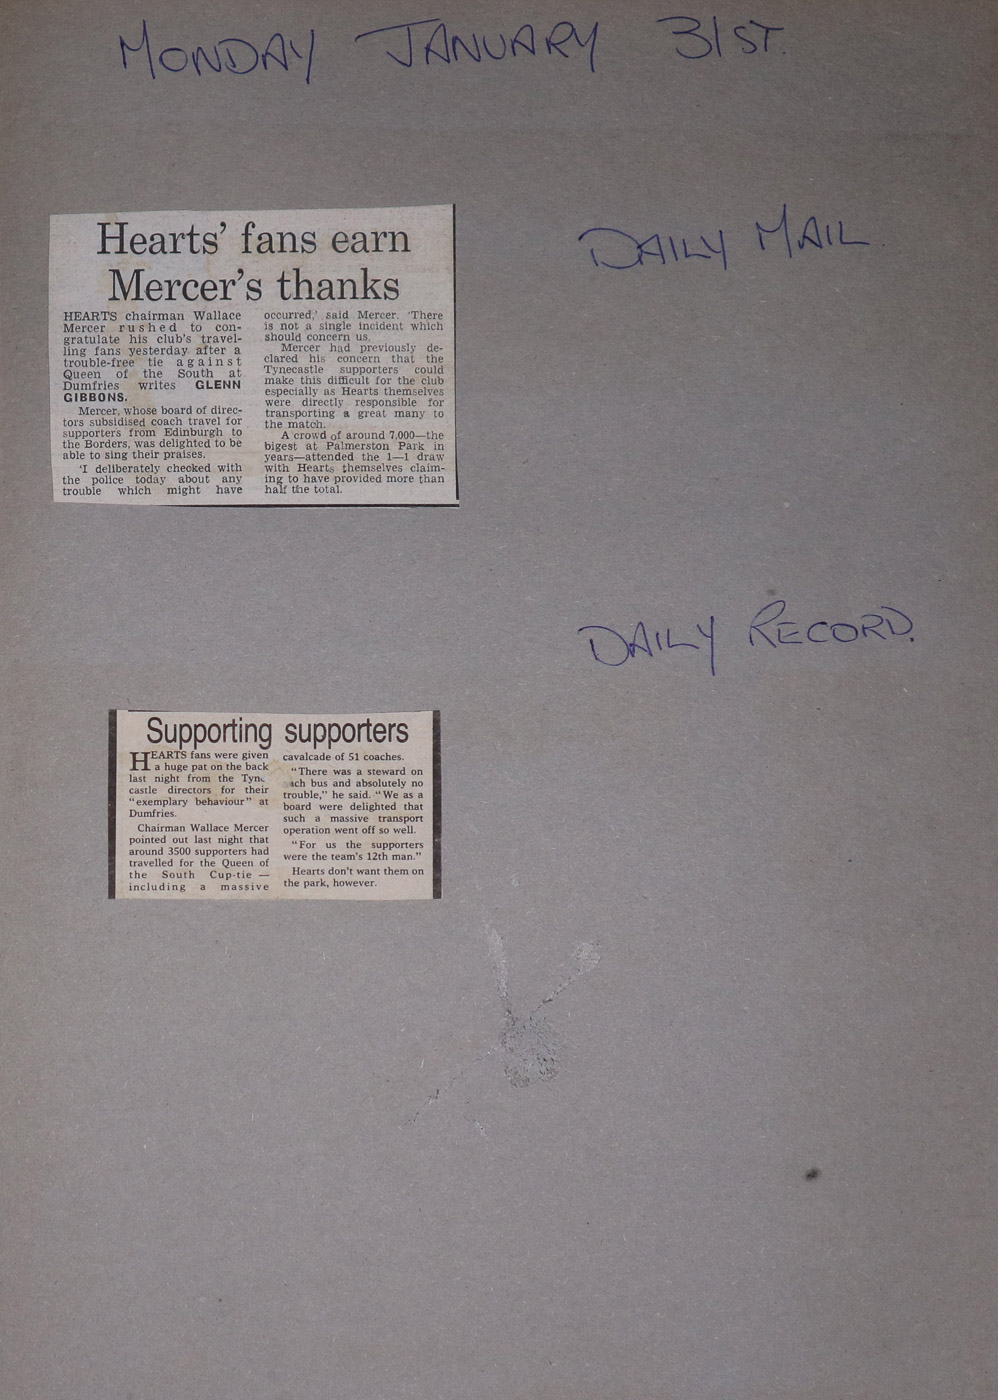 MONDAY JANUARY 31ST.
DAILY MAIL.
Hearts' fans earn
Mercer's thanks
HEARTS chairman Wallace
Mercer rushed to con-
gratulate his club's travel-
ling fans yesterday after a
trouble-free tie against
Queen of the South at
Dumfries writes GLENN
GIBBONS.
Mercer, whose board of direc-
tors subsidised coach travel for
supporters from Edinburgh to
the Borders, was delighted to be
able to sing their praises.
'I deliberately checked with
the police today about any
trouble which might have
occurred,' said Mercer. 'There
is not a single incident which
should concern us.
Mercer had previously de-
clared his concern that the
Tynecastle supporters could
make this difficult for the club
especially as Hearts themselves
were directly responsible for
transporting a great many to
the match.
A crowd of around 7,000—the
bigest at Palmerston Park in
years—attended the 1—1 draw
with Hearts themselves claim-
ing to have provided more than
half the total.
DAILY RECORD.
Supporting supporters
HEARTS fans were given
a huge pat on the back
last night from the Tyne
castle directors for their
"exemplary behaviour" at
Dumfries.
Chairman Wallace Mercer
pointed out last night that
around 3500 supporters had
travelled for the Queen of
the South Cup-tie —
including a massive
cavalcade of 51 coaches.
"There was a steward on
ach bus and absolutely no
trouble," he said. "We as a
board were delighted that
such a massive transport
operation went off so well.
"For us the supporters
were the team's 12th man."
Hearts don't want them on
the park, however.